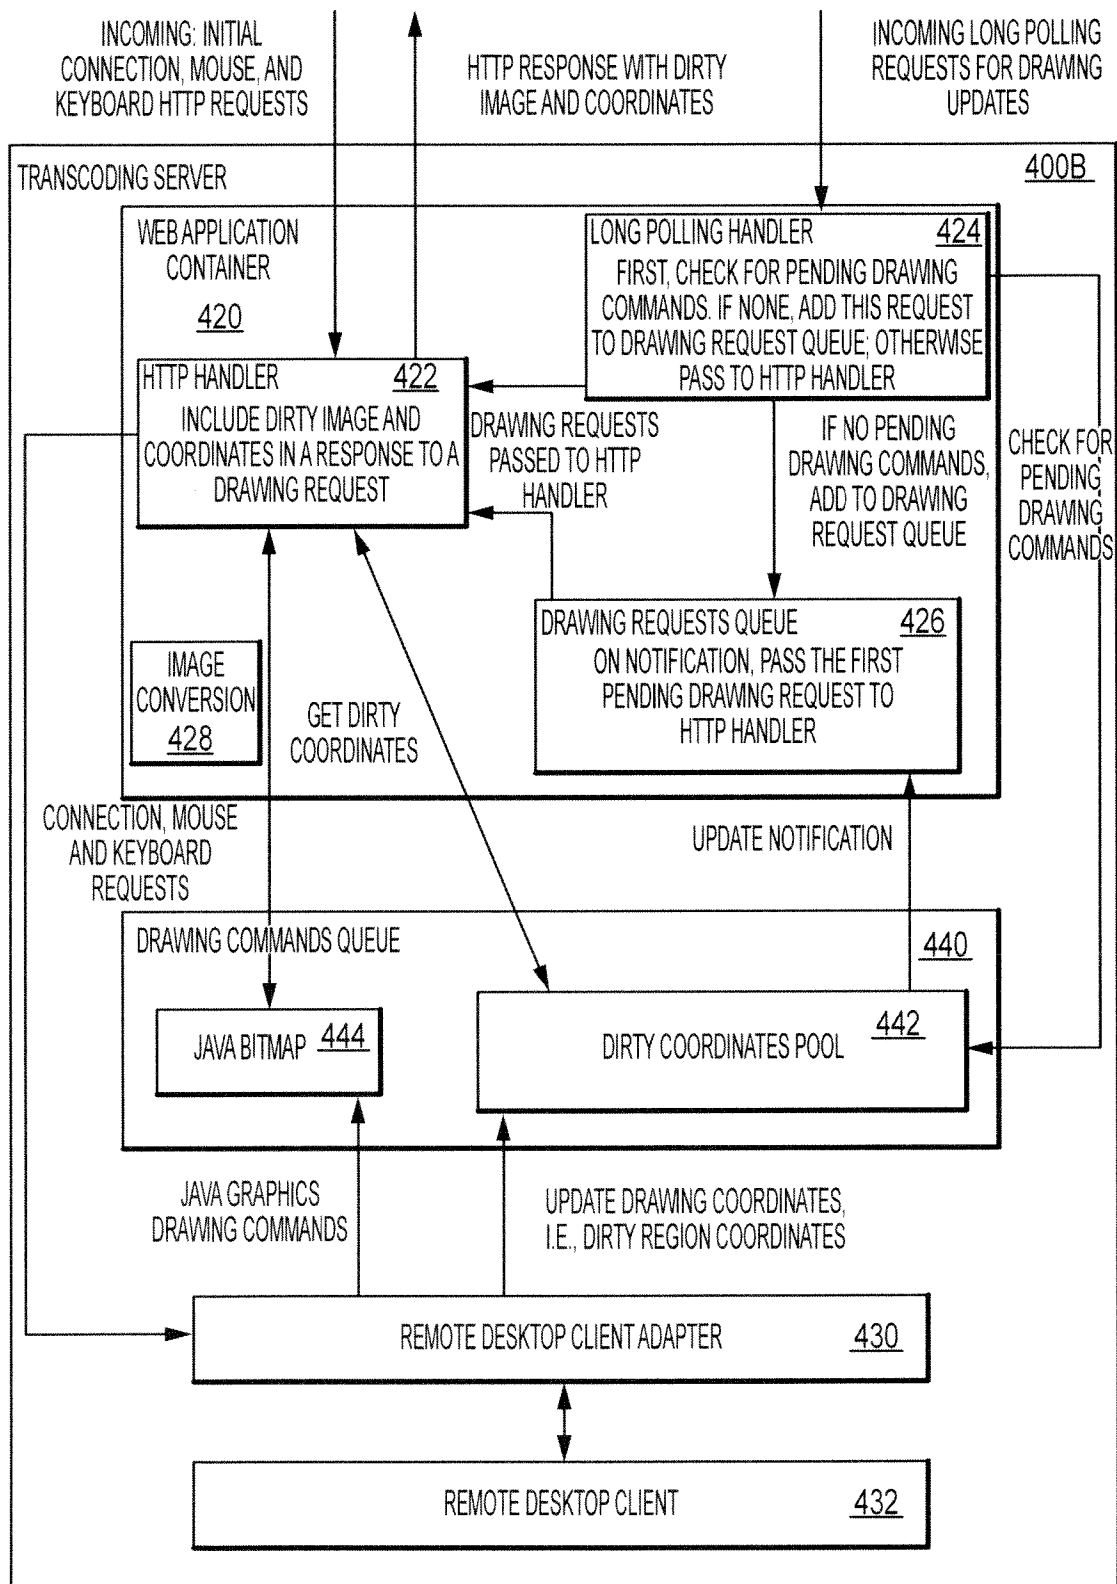 INCOMING: INITIAL
CONNECTION, MOUSE, AND
KEYBOARD HTTP REQUESTS
HTTP RESPONSE WITH DIRTY
IMAGE AND COORDINATES
INCOMING LONG POLLING
REQUESTS FOR DRAWING
UPDATES
TRANSCODING SERVER
400B
WEB APPLICATION
CONTAINER
420
LONG POLLING HANDLER
424
FIRST, CHECK FOR PENDING DRAWING
COMMANDS. IF NONE, ADD THIS REQUEST
TO DRAWING REQUEST QUEUE; OTHERWISE
PASS TO HTTP HANDLER
HTTP HANDLER
422
INCLUDE DIRTY IMAGE AND
COORDINATES IN A RESPONSE TO A
DRAWING REQUEST
DRAWING REQUESTS
PASSED TO HTTP
HANDLER
IF NO PENDING
DRAWING COMMANDS,
ADD TO DRAWING
REQUEST QUEUE
CHECK FOR
PENDING
DRAWING
COMMANDS
DRAWING REQUESTS QUEUE
426
ON NOTIFICATION, PASS THE FIRST
PENDING DRAWING REQUEST TO
HTTP HANDLER
IMAGE
CONVERSION
428
GET DIRTY
COORDINATES
CONNECTION, MOUSE
AND KEYBOARD
REQUESTS
UPDATE NOTIFICATION
DRAWING COMMANDS QUEUE
440
JAVA BITMAP
444
DIRTY COORDINATES POOL
442
JAVA GRAPHICS
DRAWING COMMANDS
UPDATE DRAWING COORDINATES,
I.E., DIRTY REGION COORDINATES
REMOTE DESKTOP CLIENT ADAPTER
430
REMOTE DESKTOP CLIENT
432